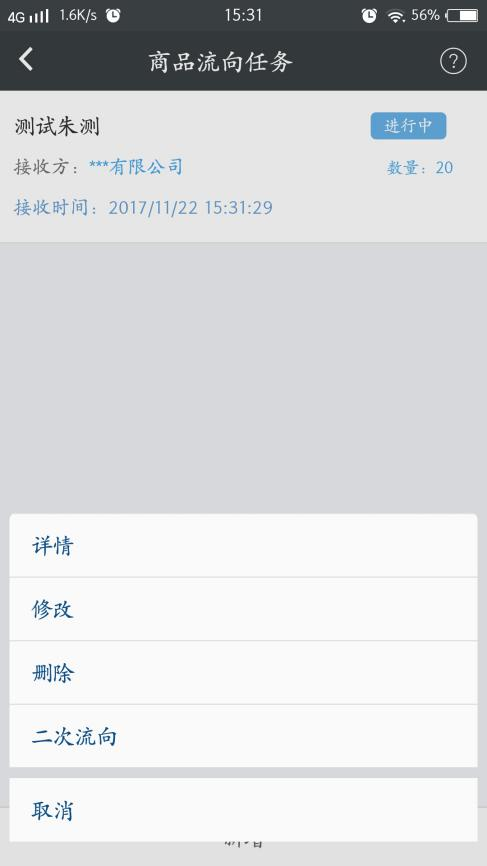 4G 1.6K/s 15:31 56%
商品流向任务 ?
测试朱测 进行中
接收方：***有限公司 数量：20
接收时间：2017/11/22 15:31:29
详情
修改
删除
二次流向
取消